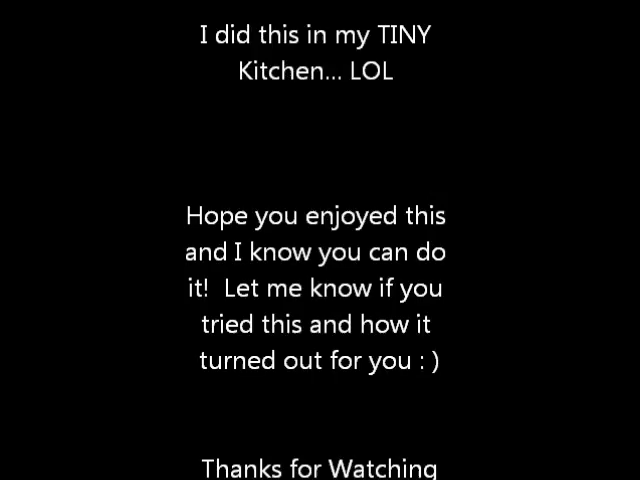 I did this in my TINY
Kitchen... LOL
Hope you enjoyed this
and I know you can do
it!  Let me know if you
tried this and how it
turned out for you : )
Thanks for Watching